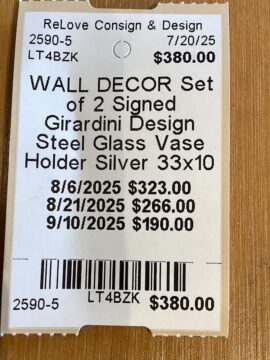 ReLove Consign & Design
2590-5 7/20/25
LT4BZK $380.00
WALL DECOR Set
of 2 Signed
Girardini Design
Steel Glass Vase
Holder Silver 33x10
8/6/2025 $323.00
8/21/2025 $266.00
9/10/2025 $190.00
LT4BZK
2590-5 $380.00